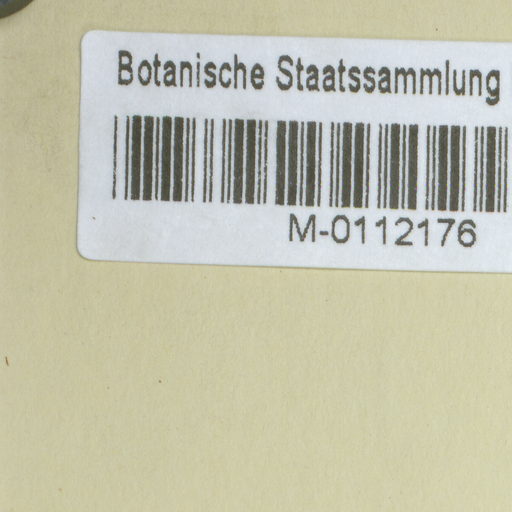 Botanische Staatssammlung
M-0112176